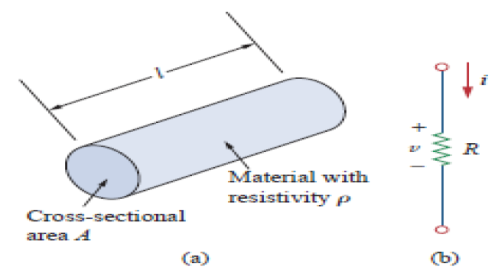 l
Material with
resistivity ρ
Cross-sectional
area A
(a)
i
+
v
−
R
(b)